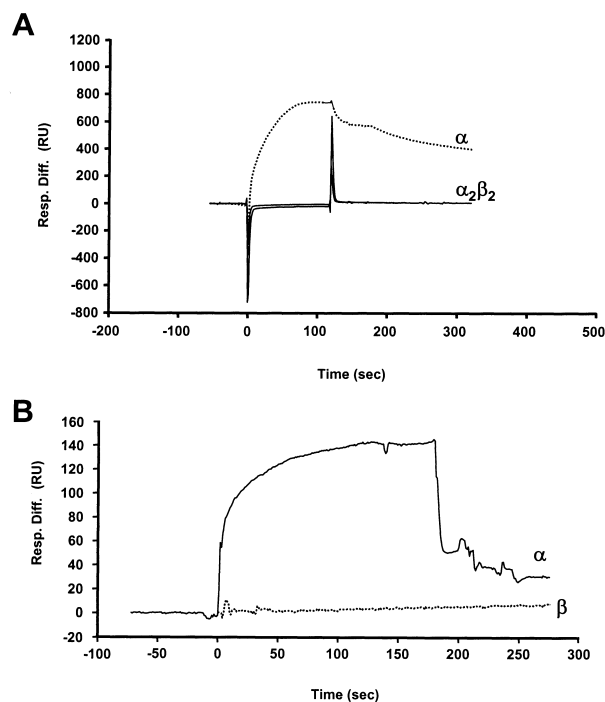 A
1200
1000
800
600
400
200
0
-200
-400
-600
-800
Resp. Diff. (RU)
α
α₂β₂
-200 -100 0 100 200 300 400 500
Time (sec)
B
160
140
120
100
80
60
40
20
0
-20
Resp. Diff. (RU)
α
β
-100 -50 0 50 100 150 200 250 300
Time (sec)